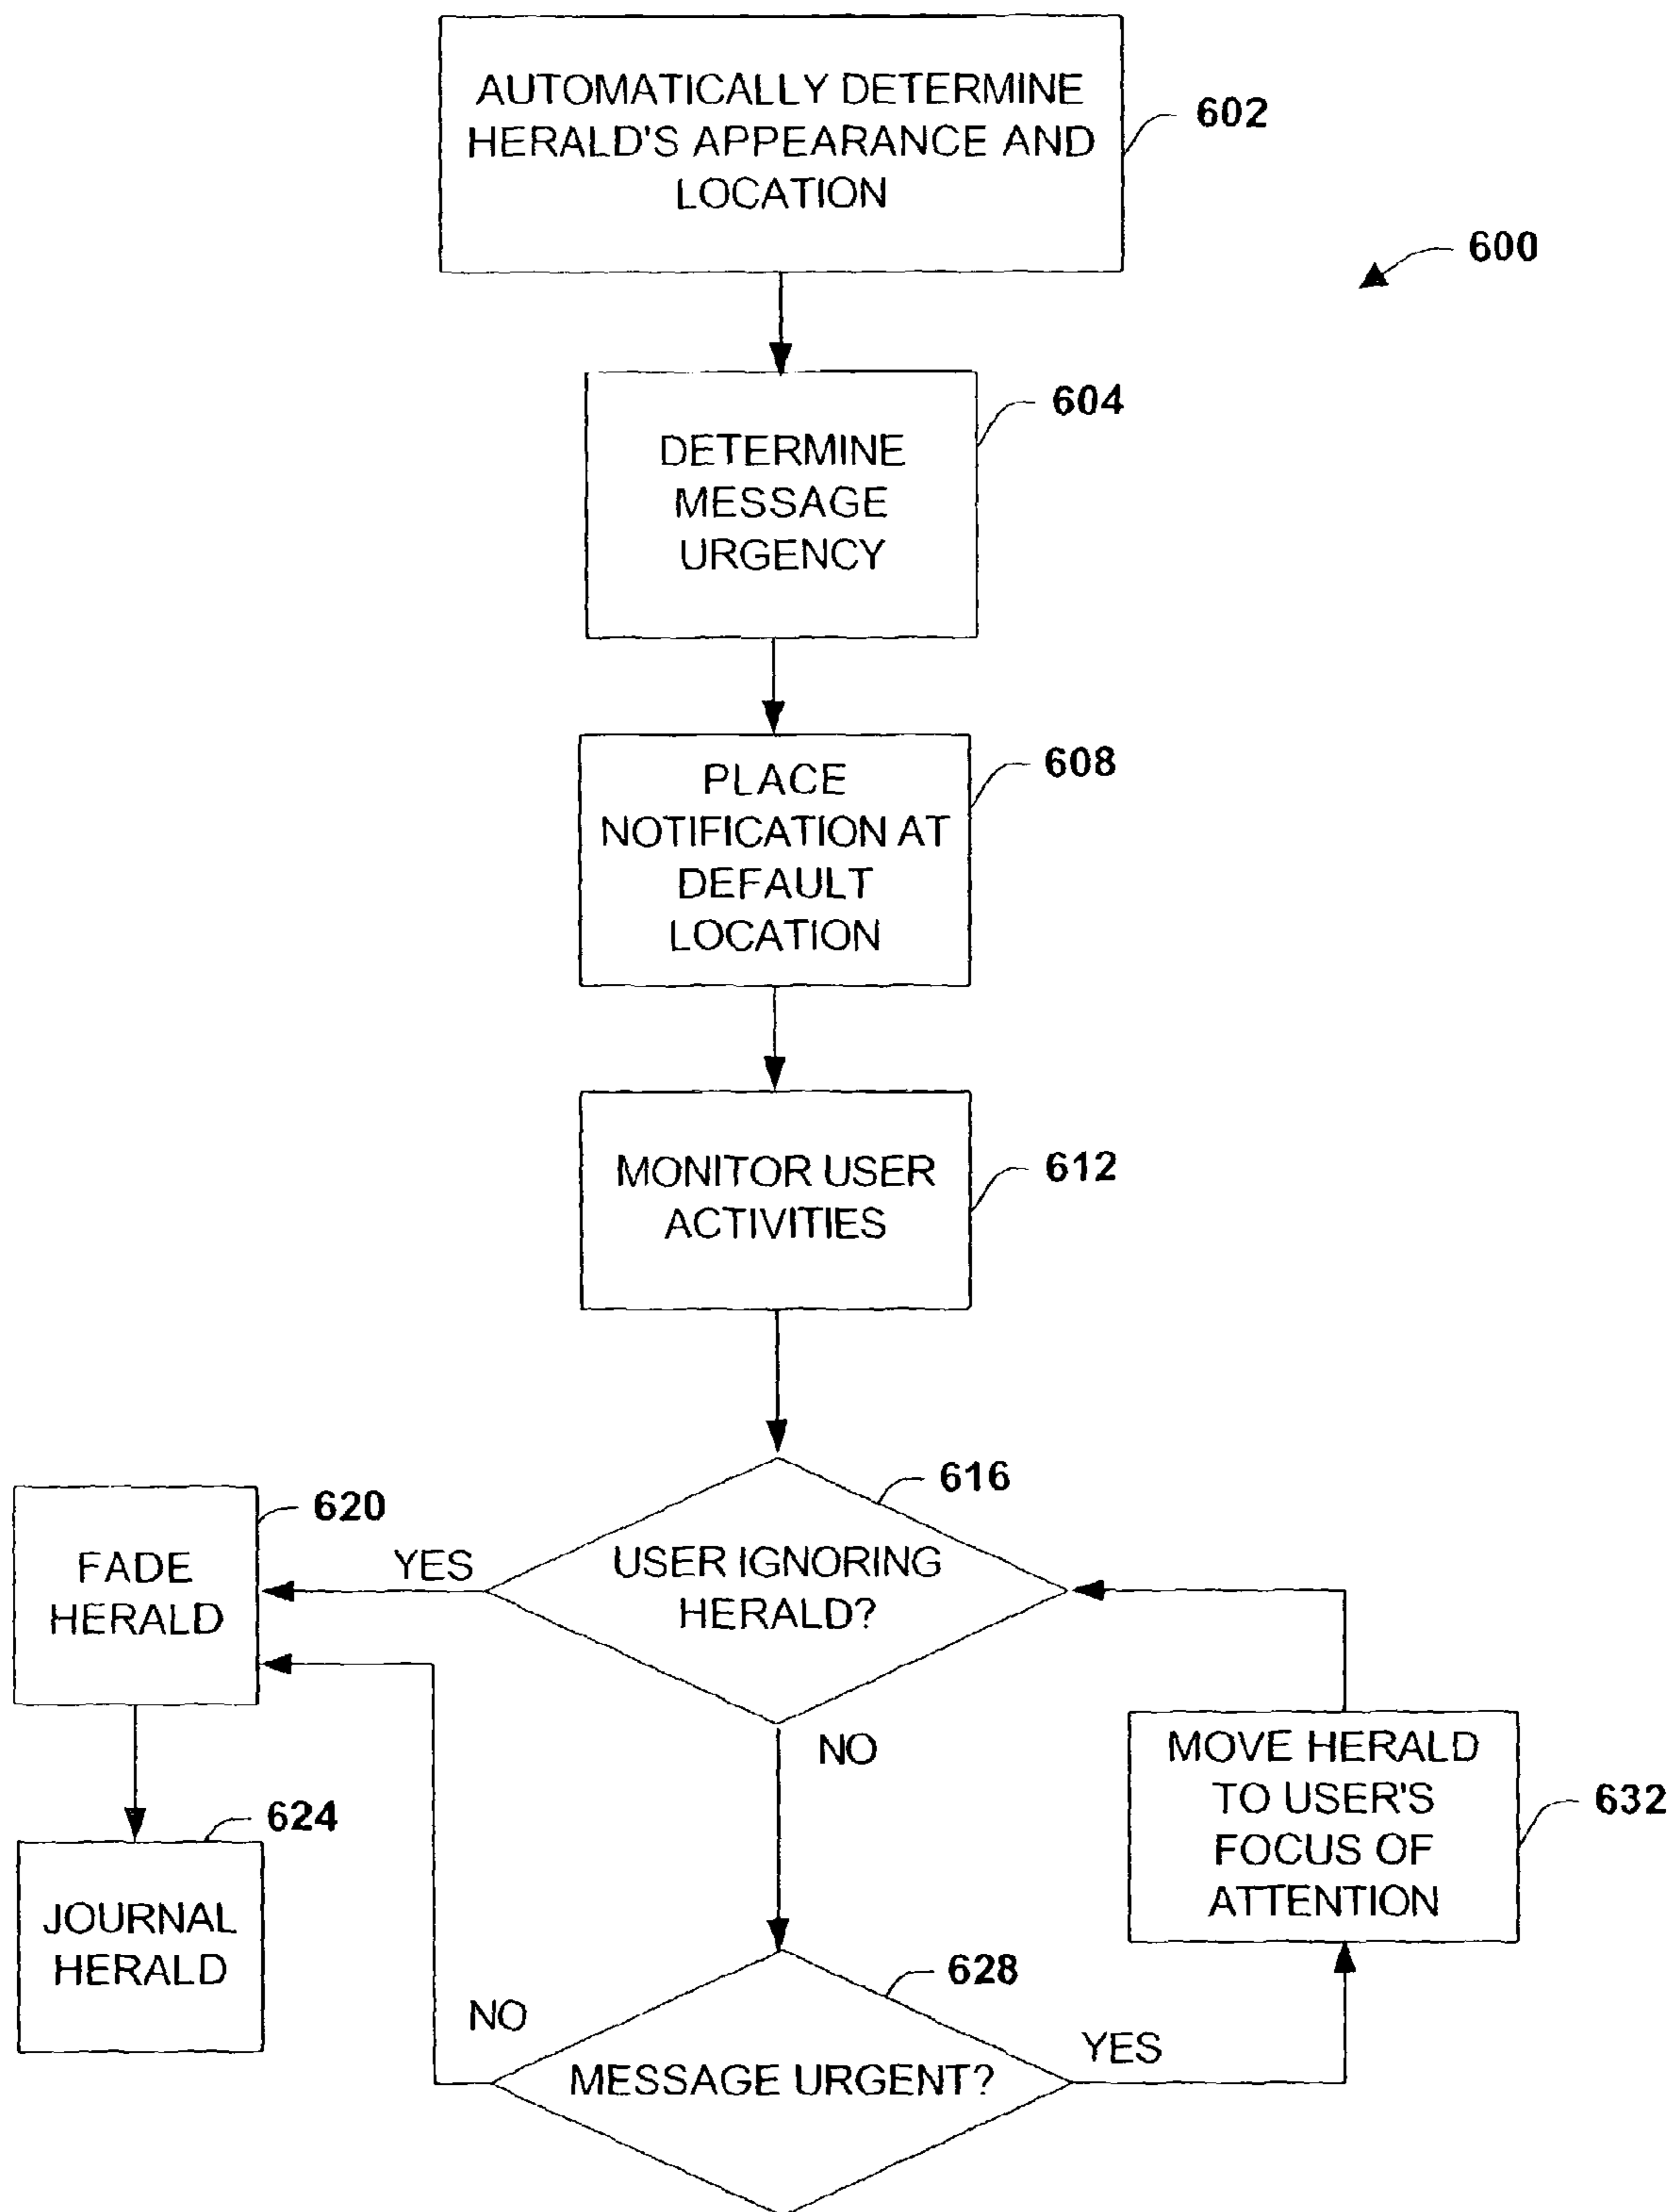 AUTOMATICALLY DETERMINE
HERALD'S APPEARANCE AND
LOCATION
602
600
DETERMINE
MESSAGE
URGENCY
604
PLACE
NOTIFICATION AT
DEFAULT
LOCATION
608
MONITOR USER
ACTIVITIES
612
USER IGNORING
HERALD?
616
YES
NO
FADE
HERALD
620
JOURNAL
HERALD
624
MESSAGE URGENT?
628
NO
YES
MOVE HERALD
TO USER'S
FOCUS OF
ATTENTION
632